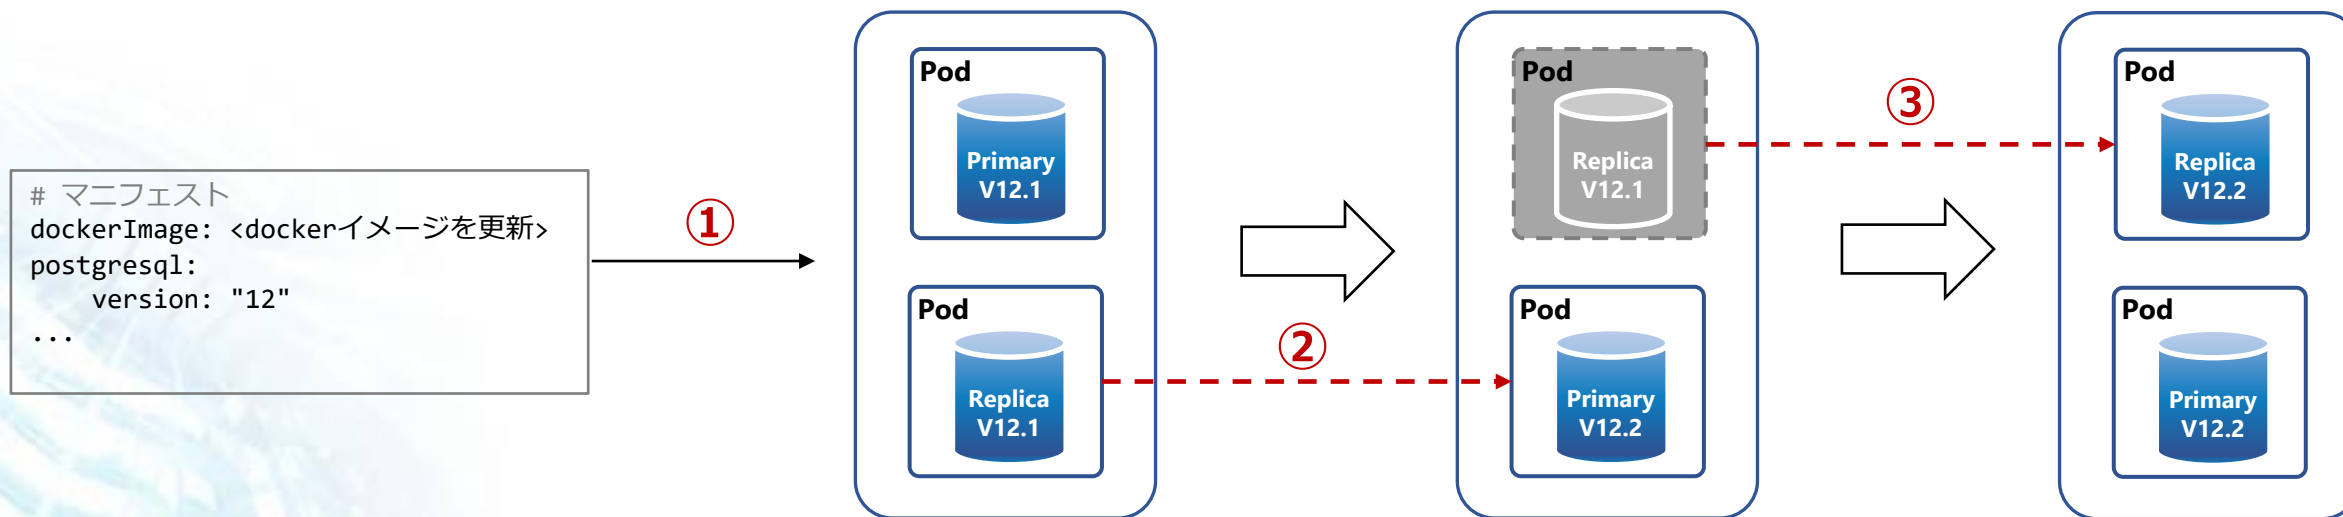 # マニフェスト
dockerImage: <dockerイメージを更新>
postgresql:
    version: "12"
...
①
Pod
Primary
V12.1
Pod
Replica
V12.1
②
Pod
Replica
V12.1
Pod
Primary
V12.2
③
Pod
Replica
V12.2
Pod
Primary
V12.2